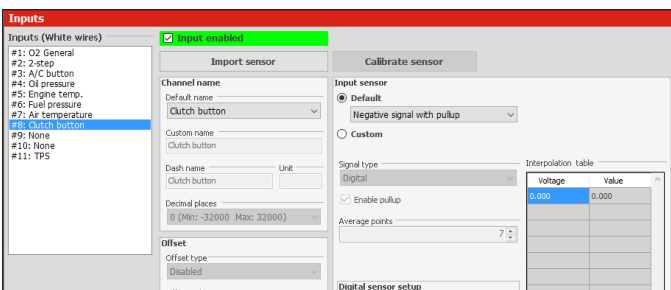 Inputs
Inputs (White wires)
#1: O2 General
#2: 2-step
#3: A/C button
#4: Oil pressure
#5: Engine temp.
#6: Fuel pressure
#7: Air temperature
#8: Clutch button
#9: None
#10: None
#11: TPS
Input enabled
Import sensor
Calibrate sensor
Channel name
Default name
Clutch button
Custom name
Clutch button
Dash name
Unit
Clutch button
Decimal places
0 (Min: -32000 Max: 32000)
Offset
Offset type
Disabled
Input sensor
Default
Negative signal with pullup
Custom
Signal type
Digital
Enable pullup
Average points
7
Digital sensor setup
Interpolation table
Voltage Value
0.000 0.000